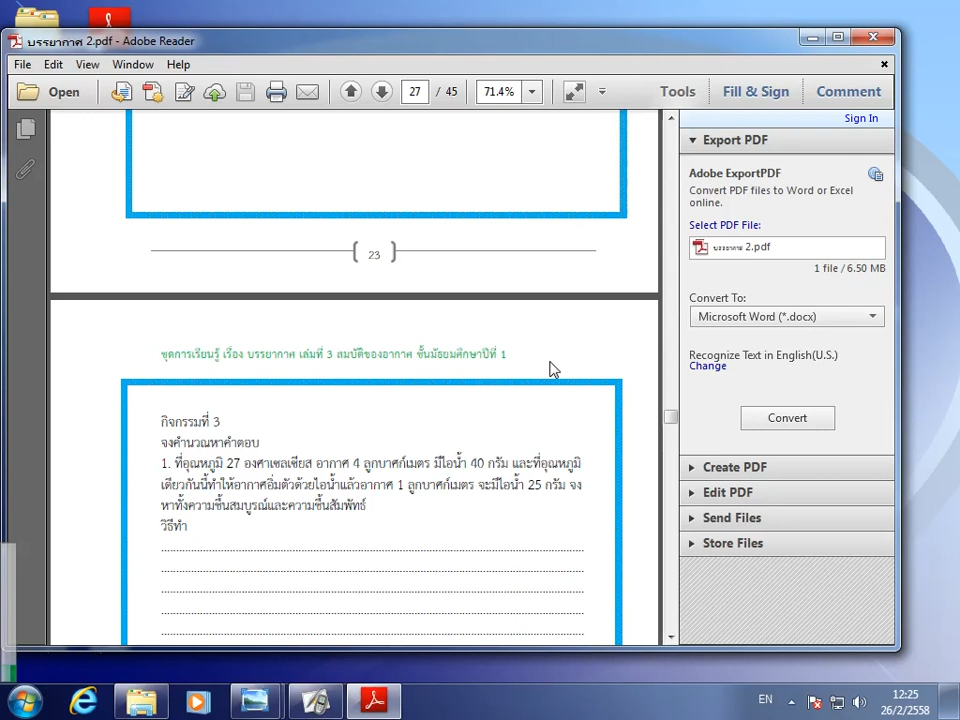 บรรยากาศ 2.pdf - Adobe Reader
File Edit View Window Help
Open 27 / 45 71.4% Tools Fill & Sign Comment
Sign In
Export PDF
Adobe ExportPDF
Convert PDF files to Word or Excel
online.
Select PDF File:
บรรยากาศ 2.pdf
1 file / 6.50 MB
Convert To:
Microsoft Word (*.docx)
Recognize Text in English(U.S.)
Change
Convert
Create PDF
Edit PDF
Send Files
Store Files
23
ชุดการเรียนรู้ เรื่อง บรรยากาศ เล่มที่ 3 สมบัติของอากาศ ชั้นมัธยมศึกษาปีที่ 1
กิจกรรมที่ 3
จงคำนวณหาคำตอบ
1. ที่อุณหภูมิ 27 องศาเซลเซียส อากาศ 4 ลูกบาศก์เมตร มีไอน้ำ 40 กรัม และที่อุณหภูมิ
เดียวกันนี้ทำให้อากาศอิ่มตัวด้วยไอน้ำแล้วอากาศ 1 ลูกบาศก์เมตร จะมีไอน้ำ 25 กรัม จง
หาทั้งความชื้นสมบูรณ์และความชื้นสัมพัทธ์
วิธีทำ
EN 12:25
26/2/2558